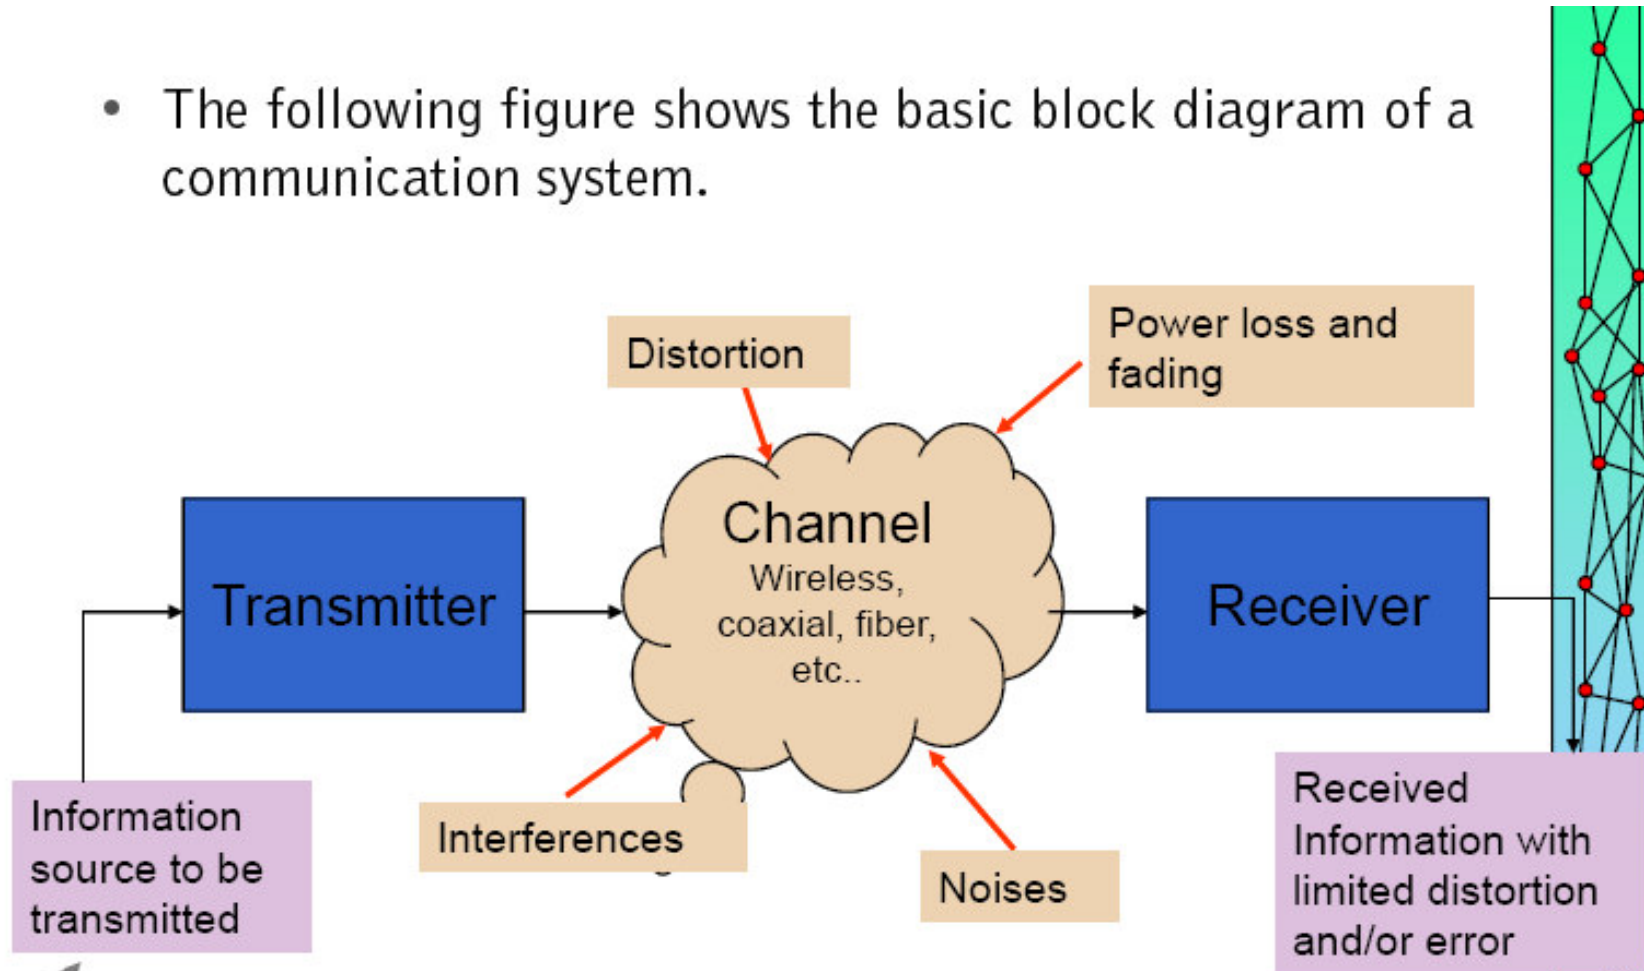 • The following figure shows the basic block diagram of a
communication system.
Distortion
Power loss and
fading
Channel
Wireless,
coaxial, fiber,
etc..
Transmitter
Receiver
Information
source to be
transmitted
Interferences
Noises
Received
Information with
limited distortion
and/or error